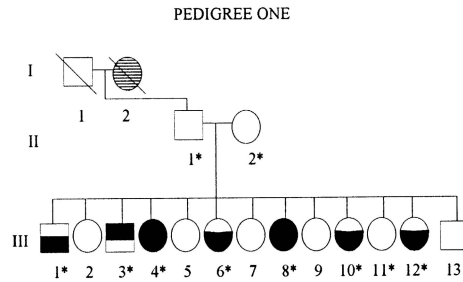 PEDIGREE ONE
I
1 2
II
1* 2*
III
1* 2 3* 4* 5 6* 7 8* 9 10* 11* 12* 13